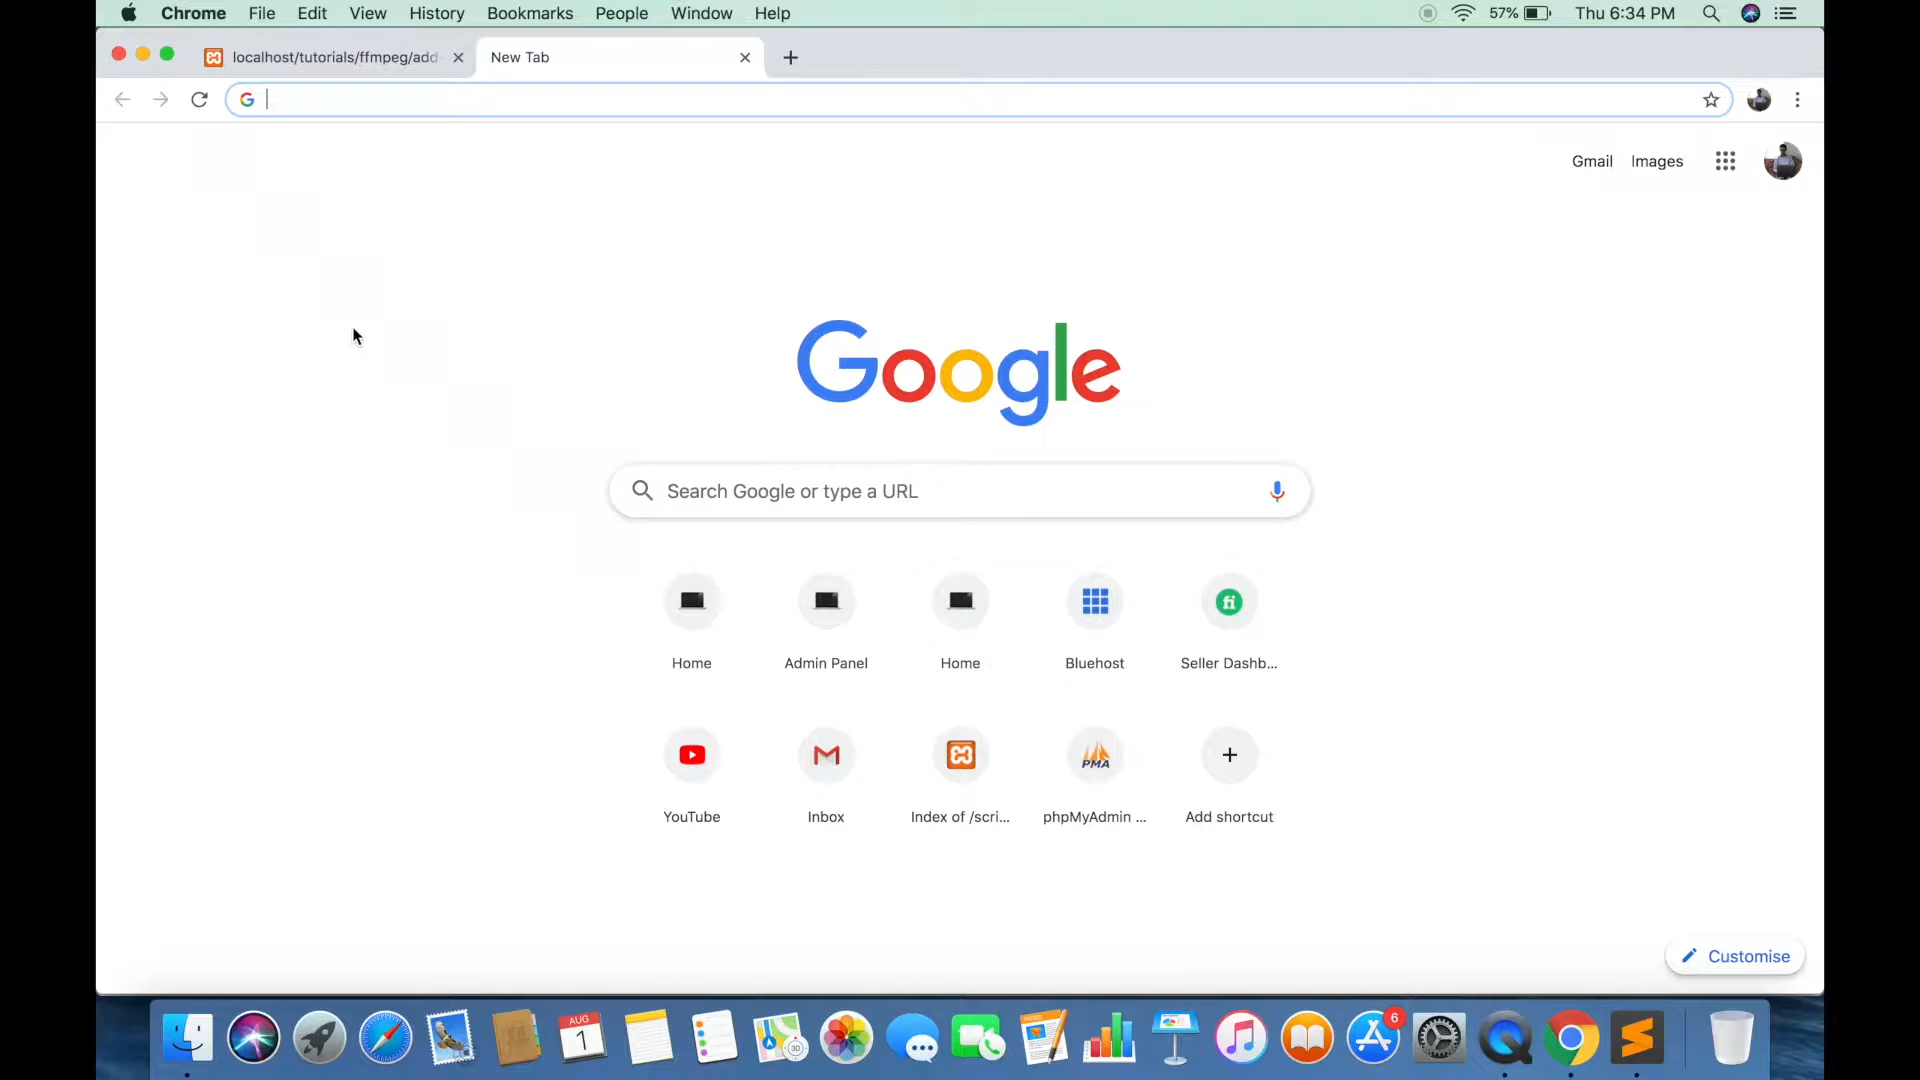 Chrome File Edit View History Bookmarks People Window Help 57% Thu 6:34 PM
localhost/tutorials/ffmpeg/add New Tab
Gmail Images
Google
Search Google or type a URL
Home Admin Panel Home Bluehost Seller Dashb...
fi
PMA
YouTube Inbox Index of /scri... phpMyAdmin ... Add shortcut
Customise
AUG
1
6